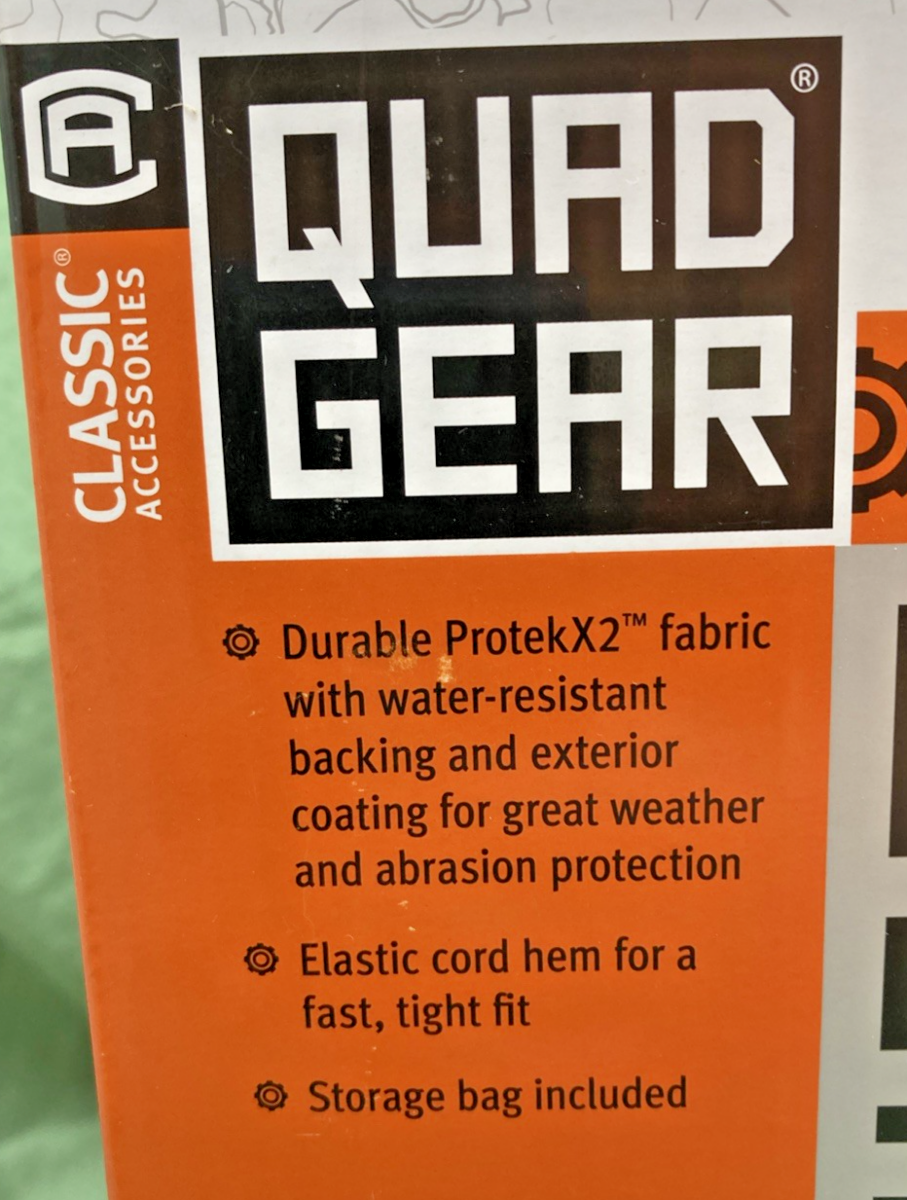 CA
CLASSIC®
ACCESSORIES
QUAD®
GEAR
Durable ProtekX2™ fabric
with water-resistant
backing and exterior
coating for great weather
and abrasion protection
Elastic cord hem for a
fast, tight fit
Storage bag included